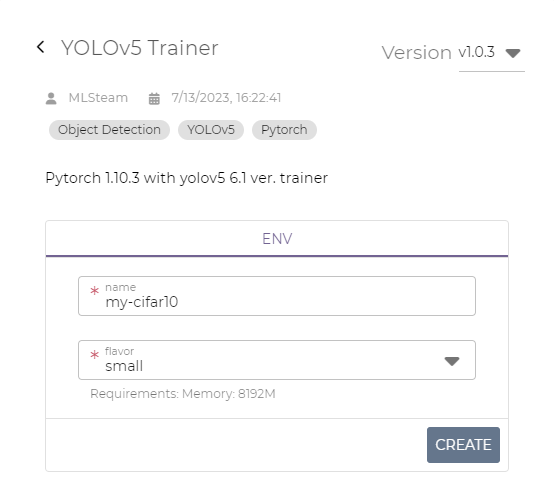 YOLOv5 Trainer
Version v1.0.3
MLSteam 7/13/2023, 16:22:41
Object Detection YOLOv5 Pytorch
Pytorch 1.10.3 with yolov5 6.1 ver. trainer
ENV
* name
my-cifar10
* flavor
small
Requirements: Memory: 8192M
CREATE